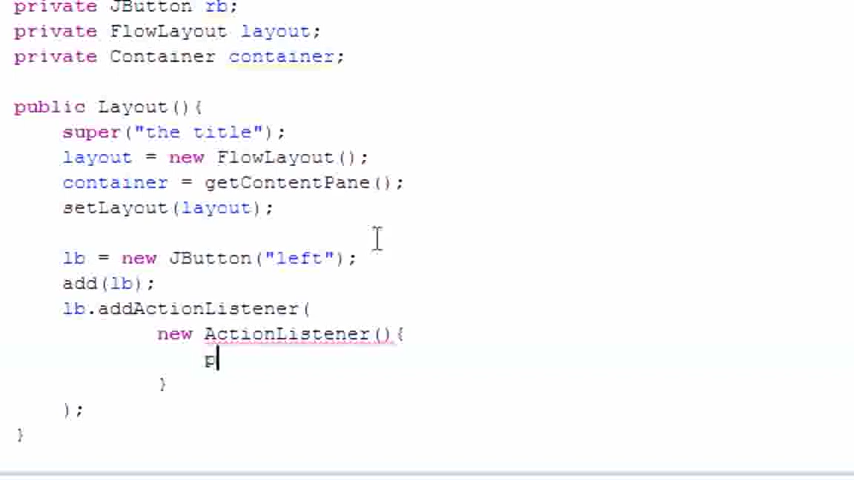 private JButton rb;
private FlowLayout layout;
private Container container;
public Layout(){
super("the title");
layout = new FlowLayout();
container = getContentPane();
setLayout(layout);
lb = new JButton("left");
add(lb);
lb.addActionListener(
new ActionListener(){
p
}
);
}